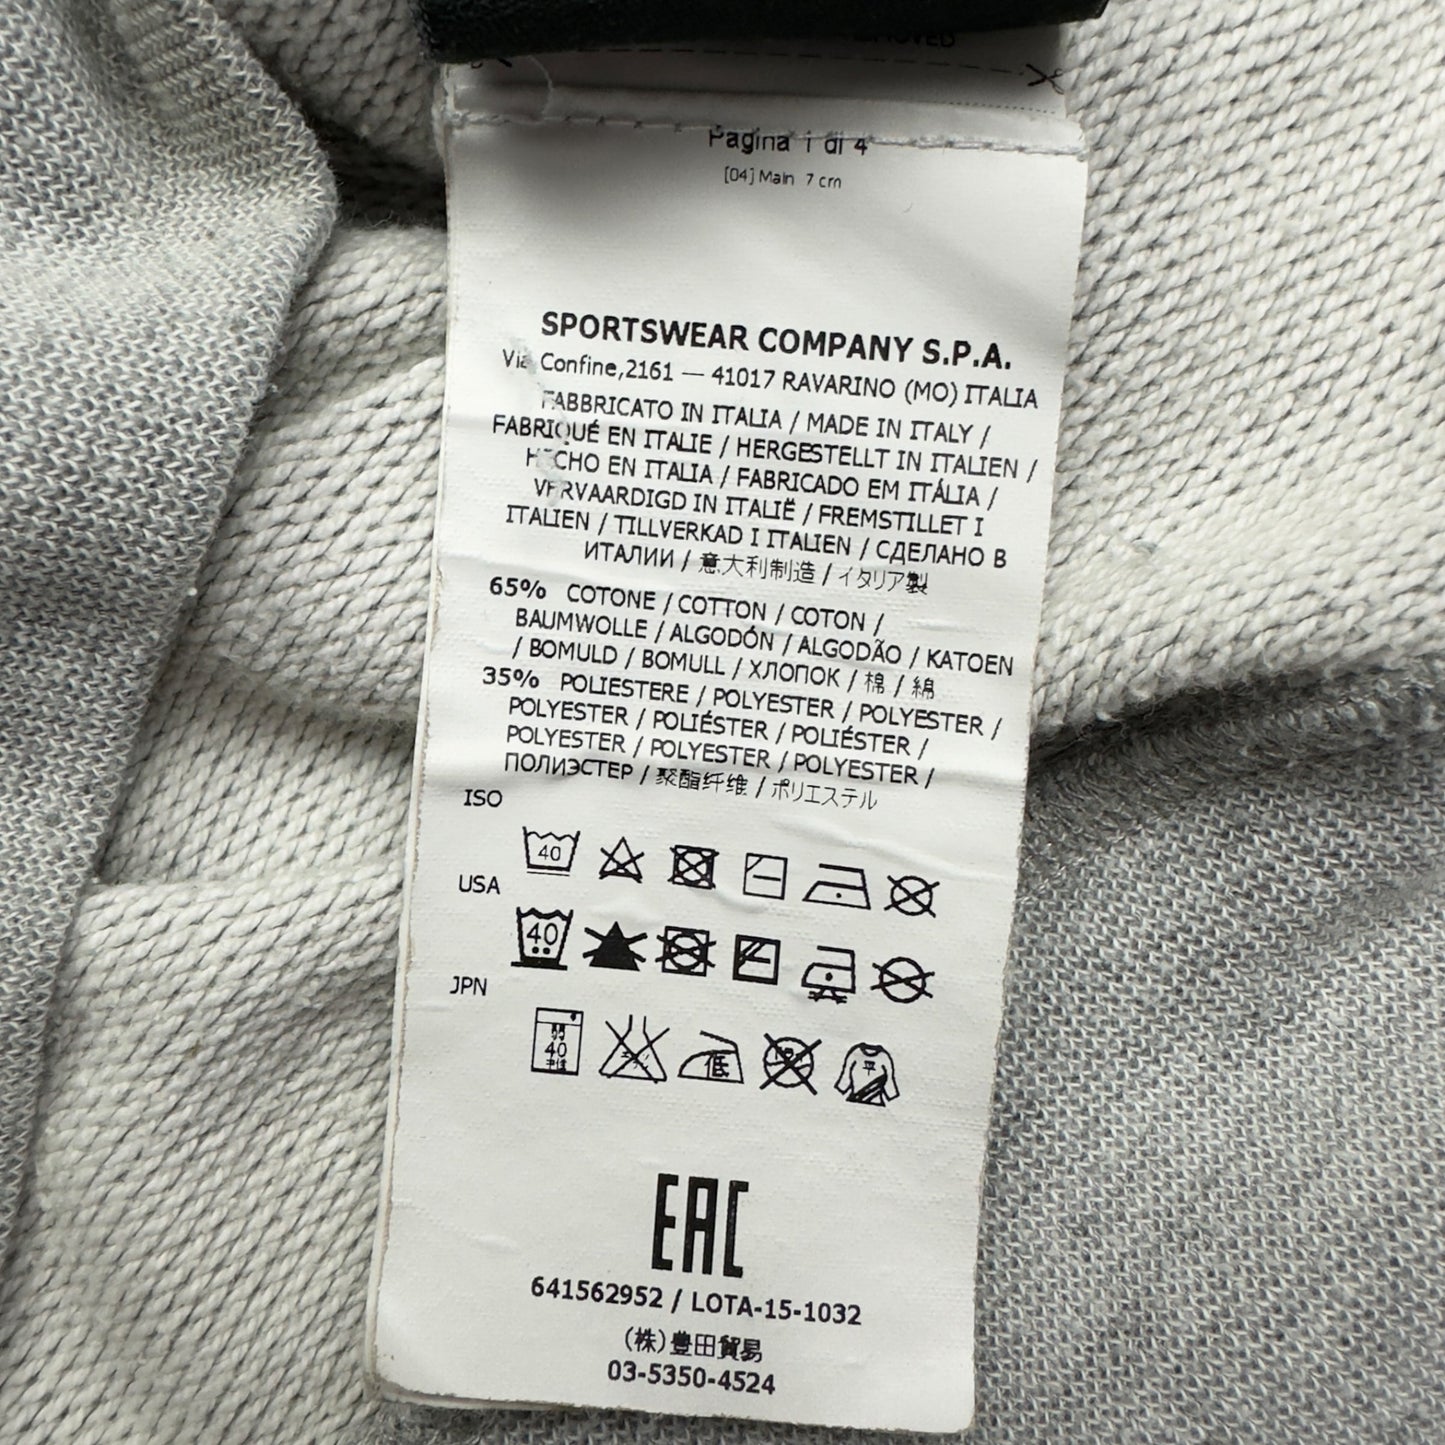 Pagina 1 di 4
[04] Main 7 cm
SPORTSWEAR COMPANY S.P.A.
Via Confine,2161 — 41017 RAVARINO (MO) ITALIA
FABBRICATO IN ITALIA / MADE IN ITALY /
FABRIQUÉ EN ITALIE / HERGESTELLT IN ITALIEN /
HECHO EN ITALIA / FABRICADO EM ITÁLIA /
VERVAARDIGD IN ITALIË / FREMSTILLET I
ITALIEN / TILLVERKAD I ITALIEN / СДЕЛАНО В
ИТАЛИИ / 意大利制造 / イタリア製
65% COTONE / COTTON / COTON /
BAUMWOLLE / ALGODÓN / ALGODÃO / KATOEN
/ BOMULD / BOMULL / ХЛОПОК / 棉 / 綿
35% POLIESTERE / POLYESTER / POLYESTER /
POLYESTER / POLIÉSTER / POLIÉSTER /
POLYESTER / POLYESTER / POLYESTER /
ПОЛИЭСТЕР / 聚酯纤维 / ポリエステル
ISO
40
USA
40
JPN
40 低 平
EAC
641562952 / LOTA-15-1032
(株)豊田貿易
03-5350-4524